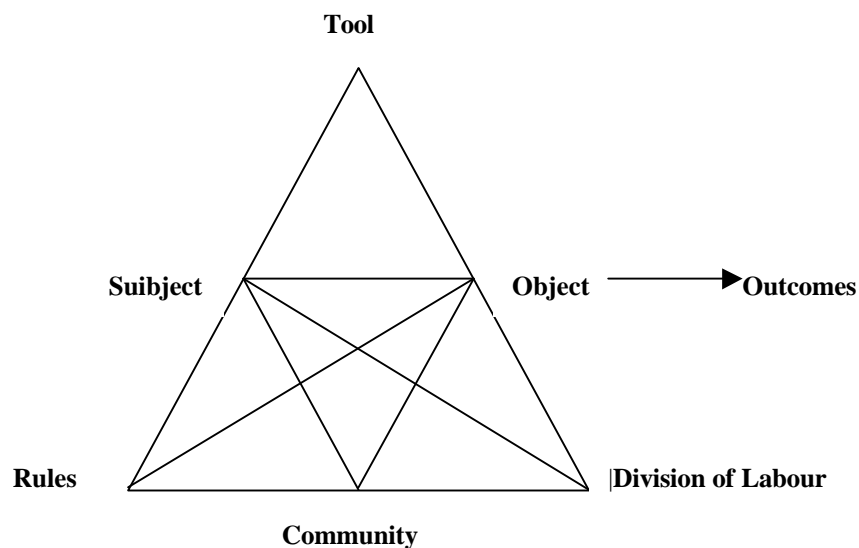 Tool
Suibject Object Outcomes
Rules |Division of Labour
Community